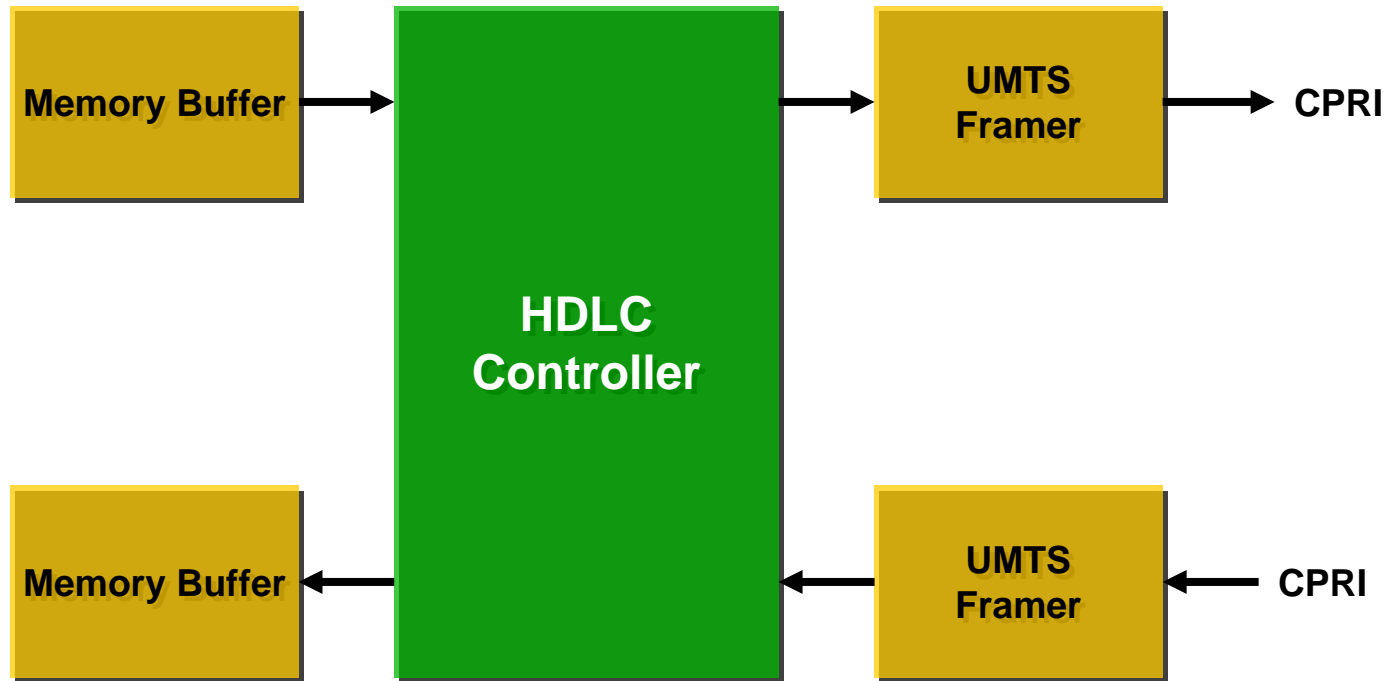 Memory Buffer
UMTS
Framer
CPRI
HDLC
Controller
Memory Buffer
UMTS
Framer
CPRI